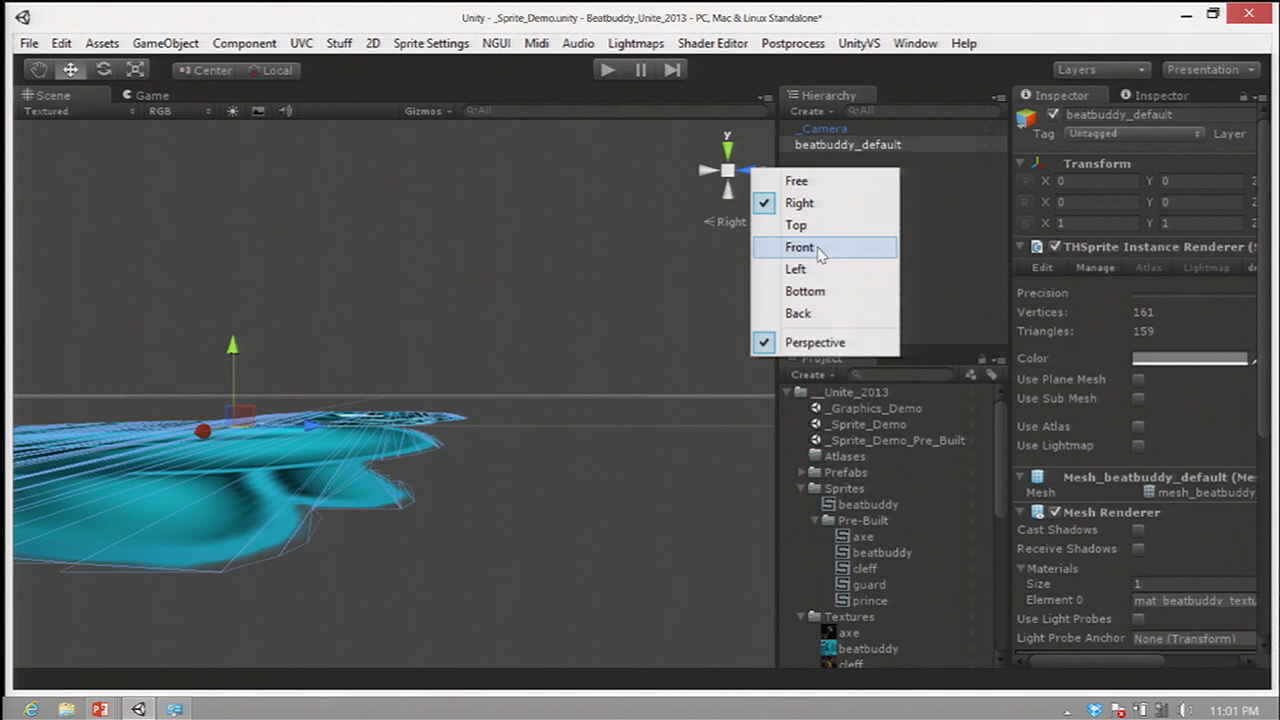 Unity - _Sprite_Demo.unity - Beatbuddy_Unite_2013 - PC, Mac & Linux Standalone*
File Edit Assets GameObject Component UVC Stuff 2D Sprite Settings NGUI Midi Audio Lightmaps Shader Editor Postprocess UnityVS Window Help
Center Local Layers Presentation
Scene Game Hierarchy Inspector Inspector
Textured RGB Gizmos All Create All
beatbuddy_default
Tag Untagged Layer
_Camera
beatbuddy_default
y
Right
Free
Right
Top
Front
Left
Bottom
Back
Perspective
Transform
P X 0 Y 0 Z
R X 0 Y 0 Z
S X 1 Y 1 Z
THSprite Instance Renderer (S
Edit Manage Atlas Lightmap de
Precision
Vertices: 161
Triangles: 159
Color
Use Plane Mesh
Use Sub Mesh
Use Atlas
Use Lightmap
Mesh_beatbuddy_default (Me
Mesh mesh_beatbuddy_
Mesh Renderer
Cast Shadows
Receive Shadows
Materials
Size 1
Element 0 mat_beatbuddy_textu
Use Light Probes
Light Probe Anchor None (Transform)
Project
Create
__Unite_2013
_Graphics_Demo
_Sprite_Demo
_Sprite_Demo_Pre_Built
Atlases
Prefabs
Sprites
beatbuddy
Pre-Built
axe
beatbuddy
cleff
guard
prince
Textures
axe
beatbuddy
cleff
11:01 PM